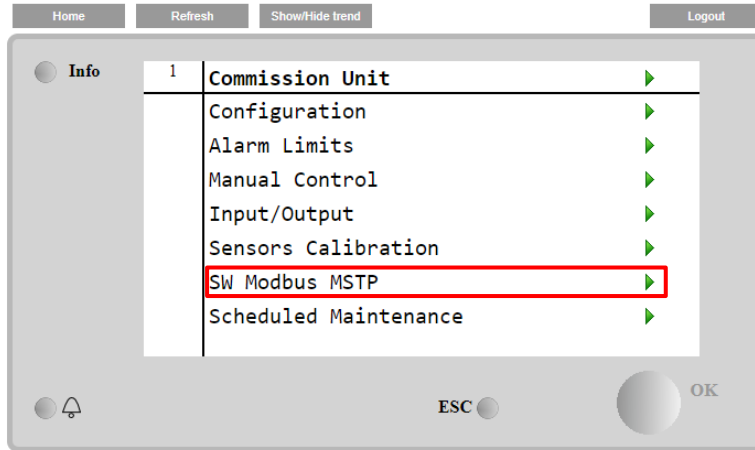 Home Refresh Show/Hide trend Logout
Info
1 Commission Unit
Configuration
Alarm Limits
Manual Control
Input/Output
Sensors Calibration
SW Modbus MSTP
Scheduled Maintenance
ESC OK